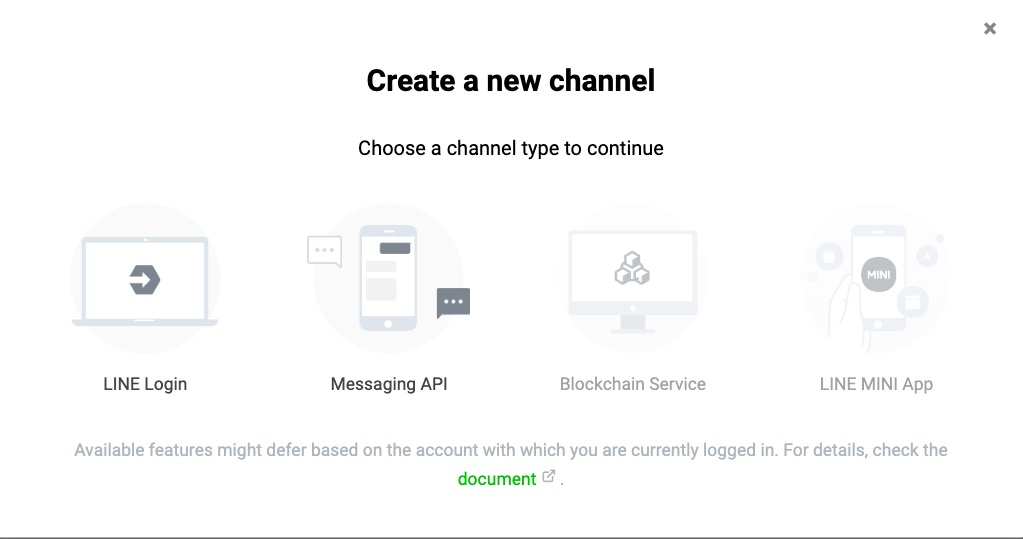 Create a new channel
Choose a channel type to continue
MINI
LINE Login
Messaging API
Blockchain Service
LINE MINI App
Available features might defer based on the account with which you are currently logged in. For details, check the
document .